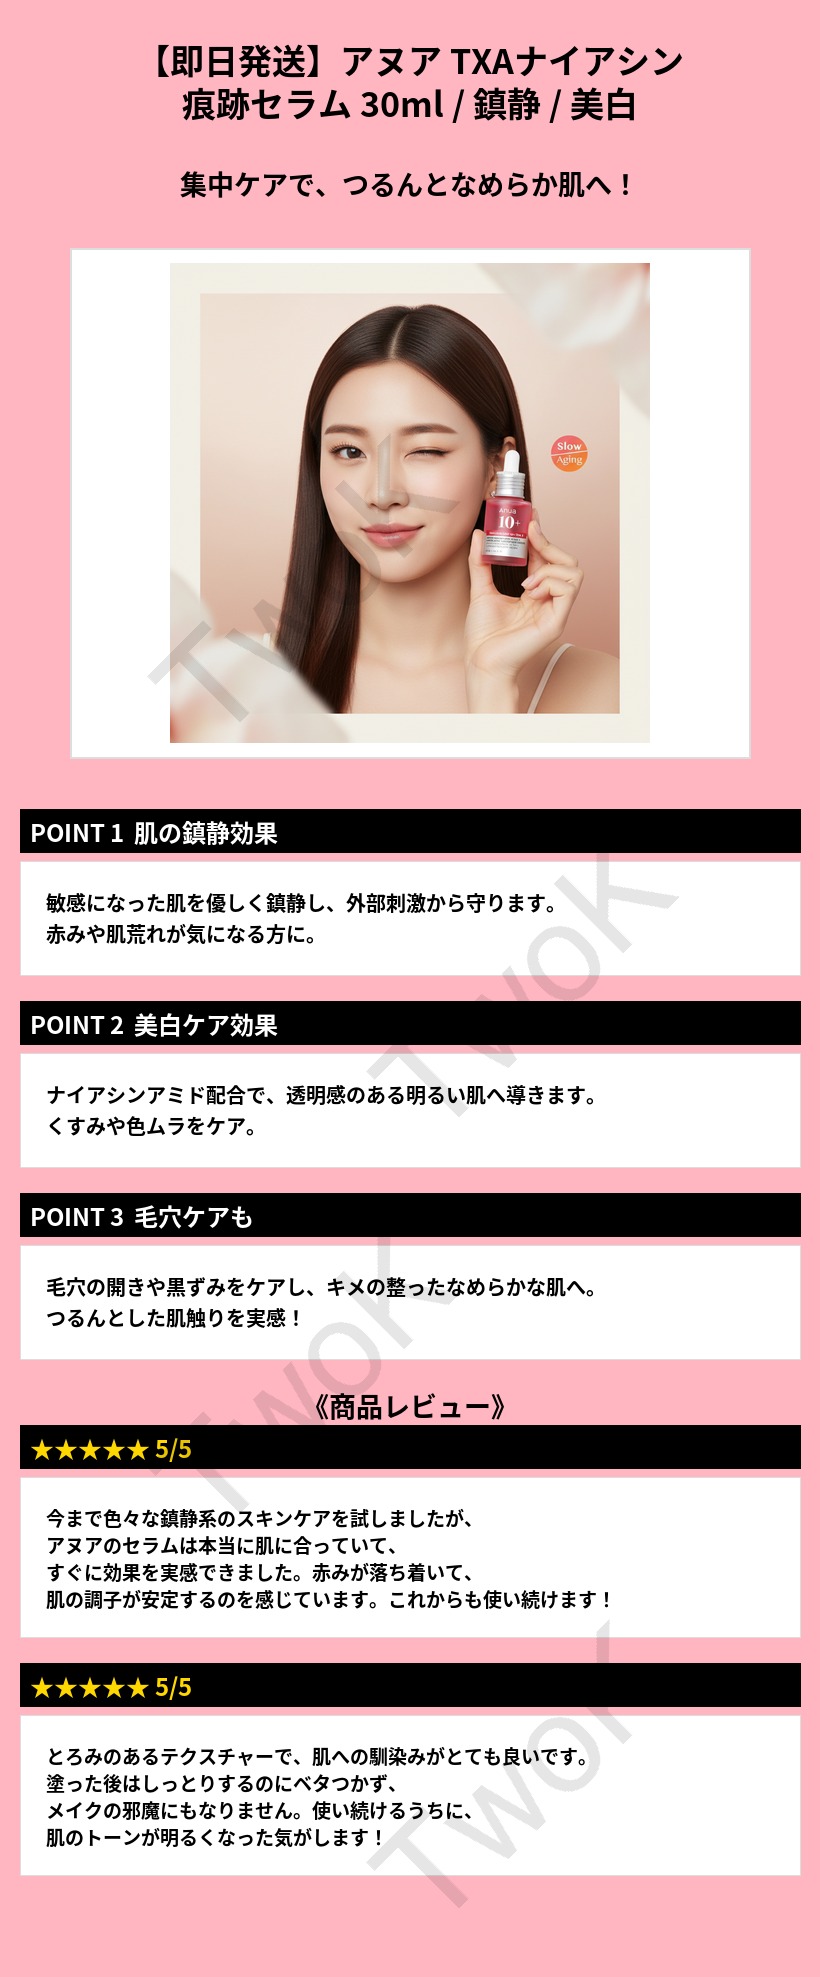 【即日発送】アヌア TXAナイアシン
痕跡セラム 30ml / 鎮静 / 美白
集中ケアで、つるんとなめらか肌へ！
Slow
Aging
Anua
10+
TwoK
POINT 1 肌の鎮静効果
敏感になった肌を優しく鎮静し、外部刺激から守ります。
赤みや肌荒れが気になる方に。
TwoK
POINT 2 美白ケア効果
ナイアシンアミド配合で、透明感のある明るい肌へ導きます。
くすみや色ムラをケア。
POINT 3 毛穴ケアも
毛穴の開きや黒ずみをケアし、キメの整ったなめらかな肌へ。
つるんとした肌触りを実感！
TwoK
《商品レビュー》
★★★★★ 5/5
今まで色々な鎮静系のスキンケアを試しましたが、
アヌアのセラムは本当に肌に合っていて、
すぐに効果を実感できました。赤みが落ち着いて、
肌の調子が安定するのを感じています。これからも使い続けます！
★★★★★ 5/5
とろみのあるテクスチャーで、肌への馴染みがとても良いです。
塗った後はしっとりするのにベタつかず、
メイクの邪魔にもなりません。使い続けるうちに、
肌のトーンが明るくなった気がします！
TwoK